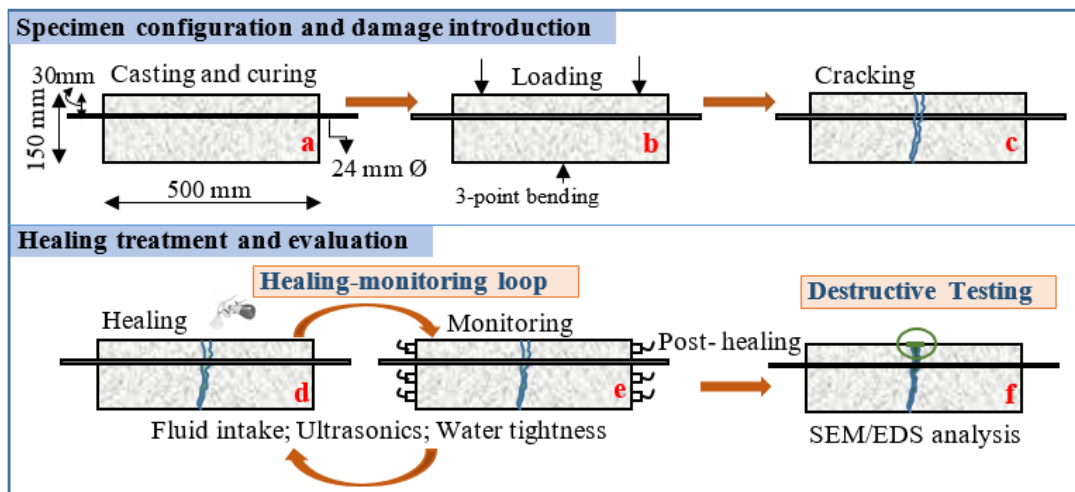 Specimen configuration and damage introduction
30mm
Casting and curing
Loading
Cracking
150 mm
a
b
c
24 mm Ø
500 mm
3-point bending
Healing treatment and evaluation
Healing-monitoring loop
Destructive Testing
Healing
Monitoring
Post- healing
d
e
f
Fluid intake; Ultrasonics; Water tightness
SEM/EDS analysis